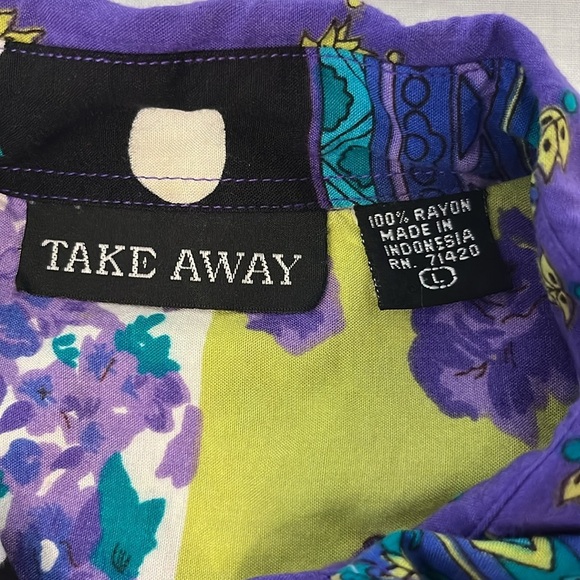 TAKE AWAY
100% RAYON
MADE IN
INDONESIA
RN. 71420
L